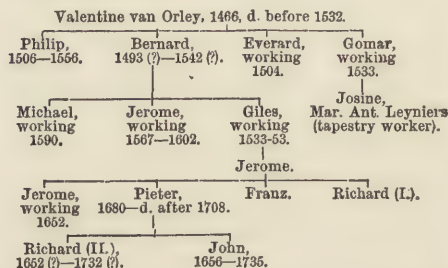 Valentine van Orley, 1466, d. before 1532.
Philip, Bernard, Everard, Gomar,
1506—1556. 1493 (?)—1542 (?). working working
1504. 1533.
Michael, Jerome, Giles Josine,
working working working Mar. Ant. Leyniers
1590. 1567—1602. 1533-53. (tapestry worker).
Jerome.
Jerome, Pieter, Franz. Richard (I.).
working 1680—d. after 1708.
1652.
Richard (II.), John,
1652 (?)—1732 (?). 1656—1735.